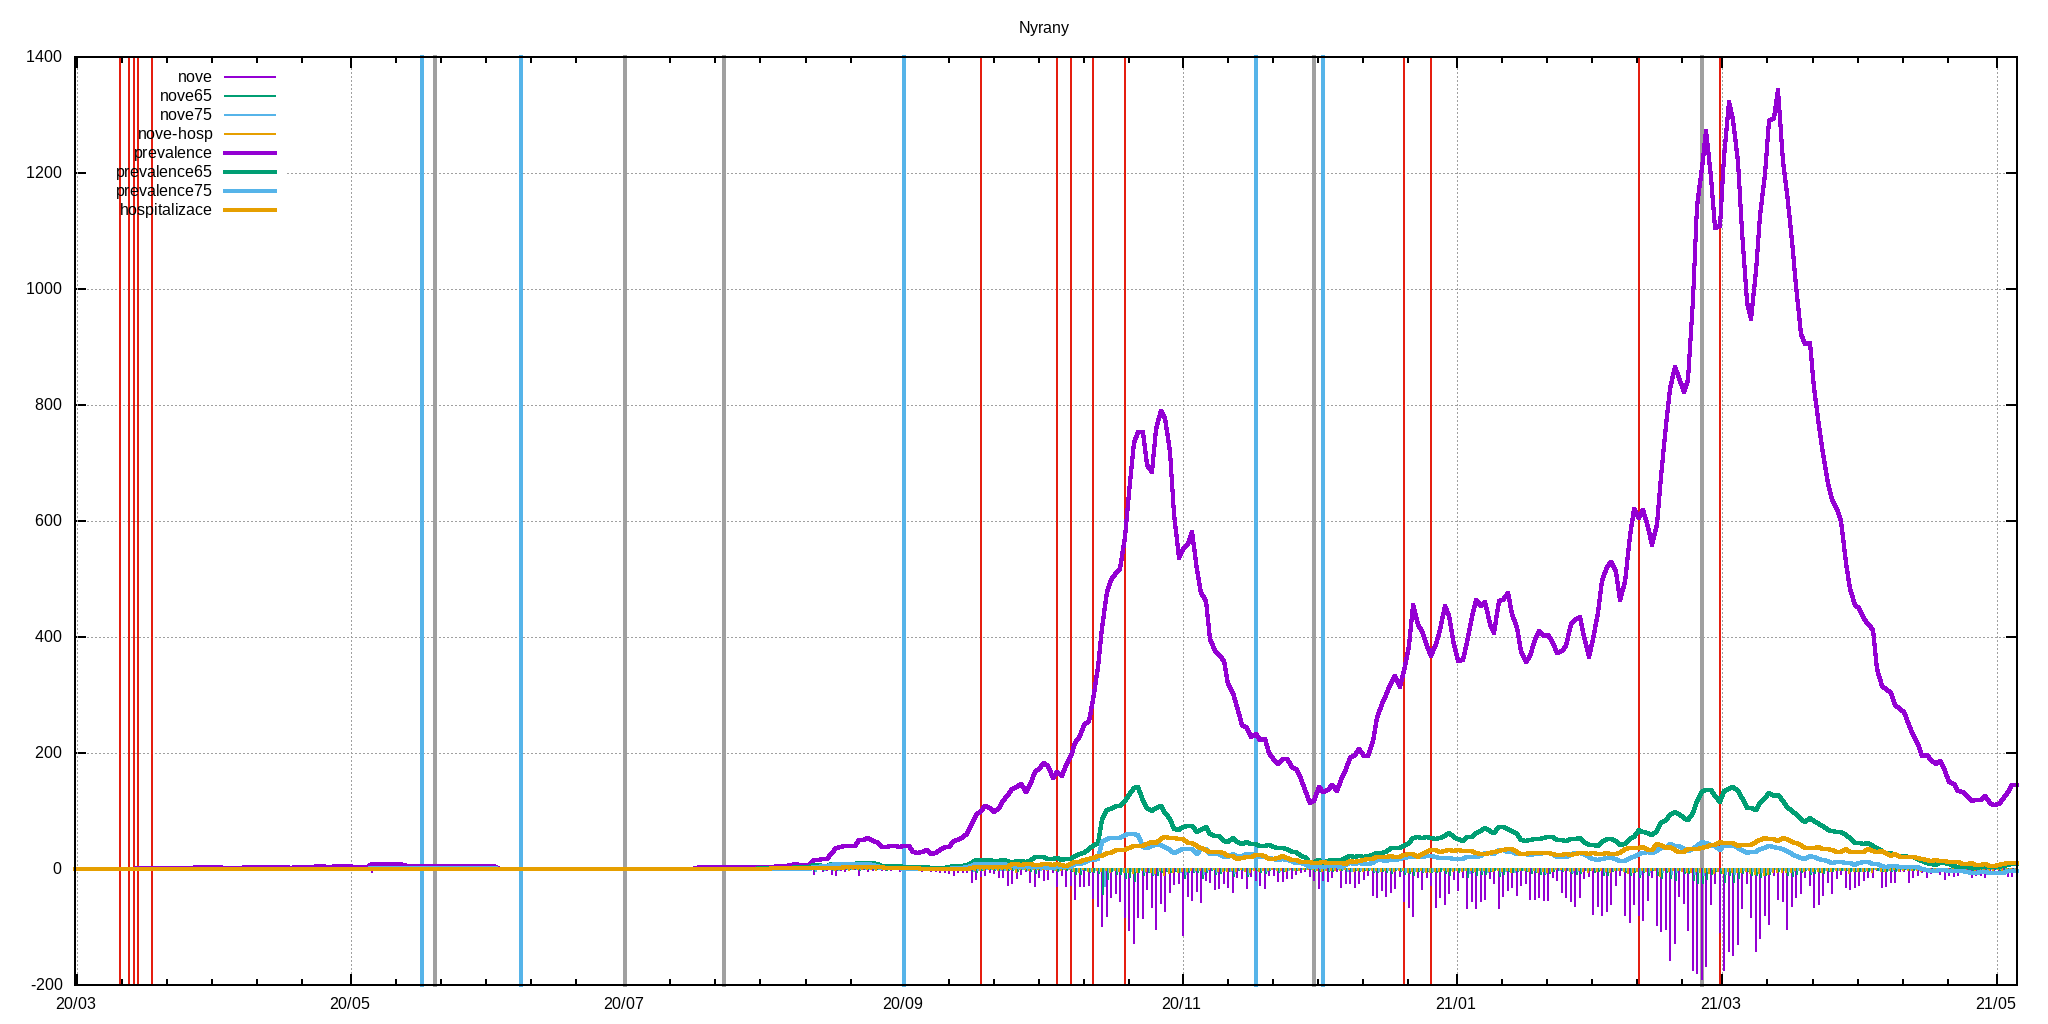 Nyrany
1400
nove
nove65
nove75
nove-hosp
prevalence
prevalence65
prevalence75
hospitalizace
1200
1000
800
600
400
200
0
-200
20/03 20/05 20/07 20/09 20/11 21/01 21/03 21/05